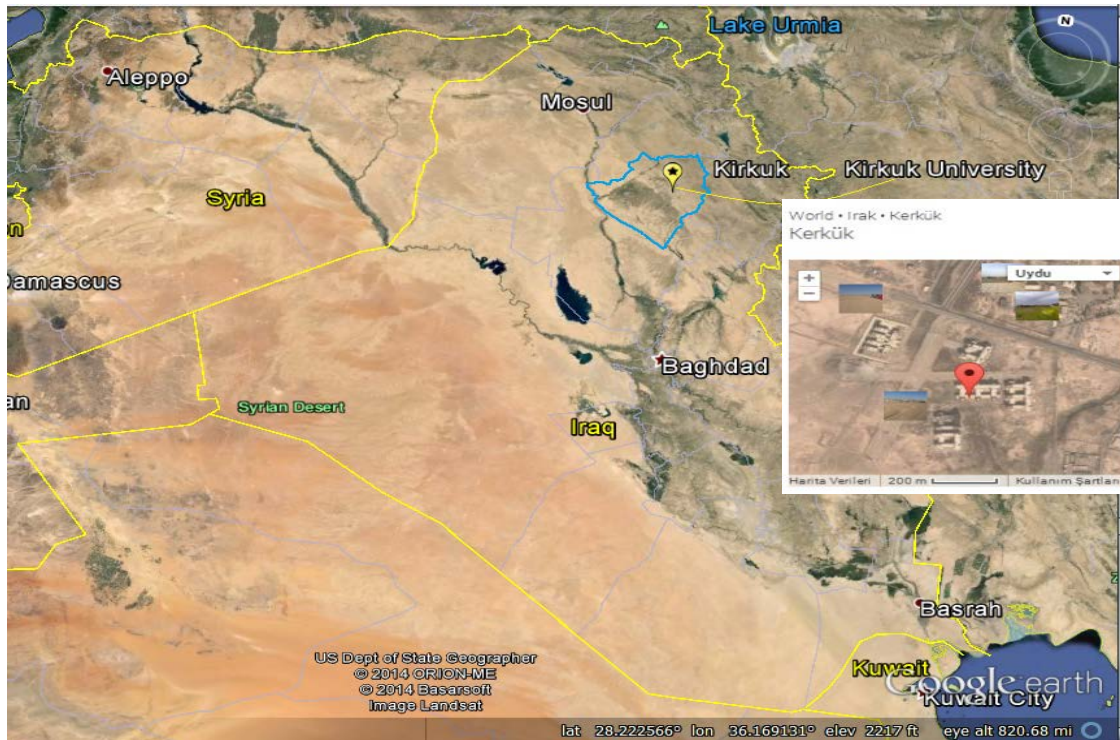 N
Lake Urmia
Aleppo
Mosul
Kirkuk
Kirkuk University
Syria
World • Irak • Kerkük
Kerkük
+
Uydu
−
Damascus
Baghdad
Syrian Desert
Iraq
Harita Verileri
200 m
Kullanım Şartları
Basrah
US Dept of State Geographer
© 2014 ORION-ME
© 2014 Basarsoft
Image Landsat
Kuwait
Google earth
Kuwait City
lat 28.222566° lon 36.169131° elev 2217 ft eye alt 820.68 mi